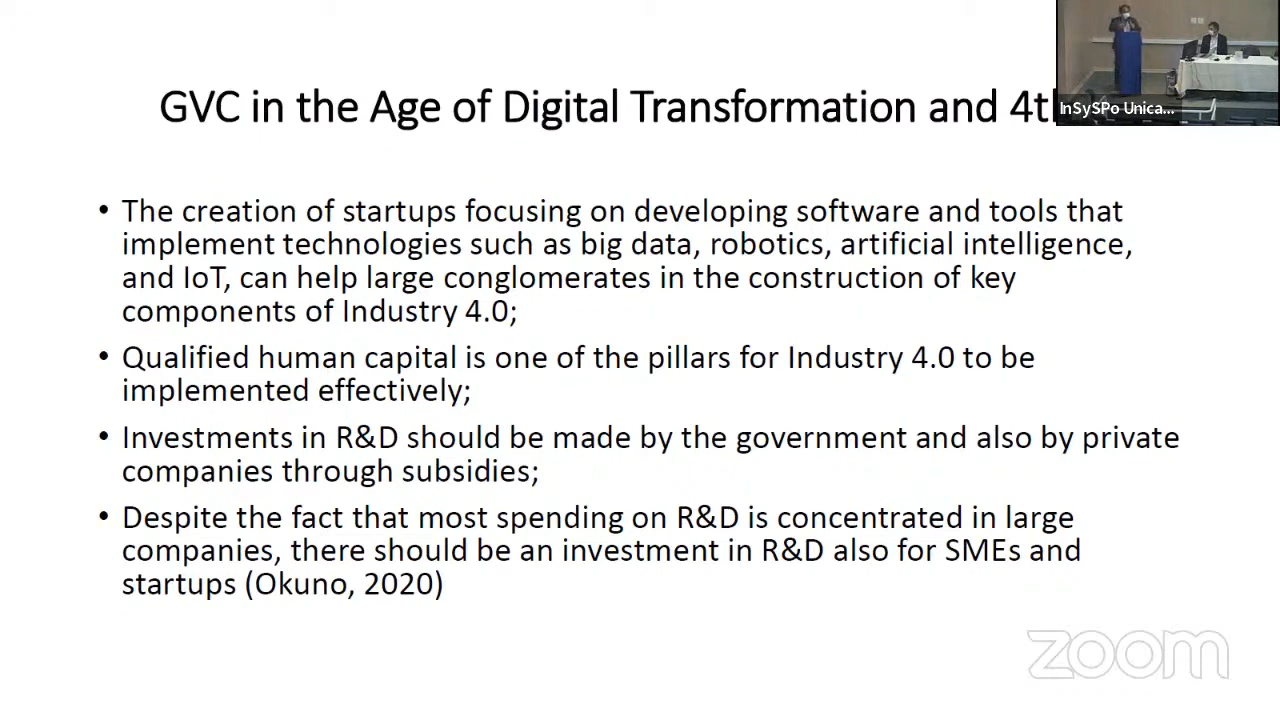 GVC in the Age of Digital Transformation and 4t
InSySPo Unica...
• The creation of startups focusing on developing software and tools that
implement technologies such as big data, robotics, artificial intelligence,
and IoT, can help large conglomerates in the construction of key
components of Industry 4.0;
• Qualified human capital is one of the pillars for Industry 4.0 to be
implemented effectively;
• Investments in R&D should be made by the government and also by private
companies through subsidies;
• Despite the fact that most spending on R&D is concentrated in large
companies, there should be an investment in R&D also for SMEs and
startups (Okuno, 2020)
zoom